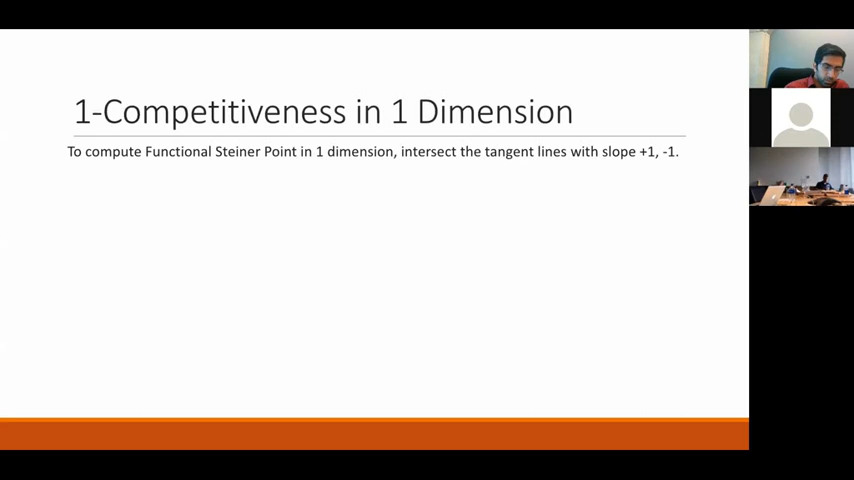 1-Competitiveness in 1 Dimension
To compute Functional Steiner Point in 1 dimension, intersect the tangent lines with slope +1, -1.